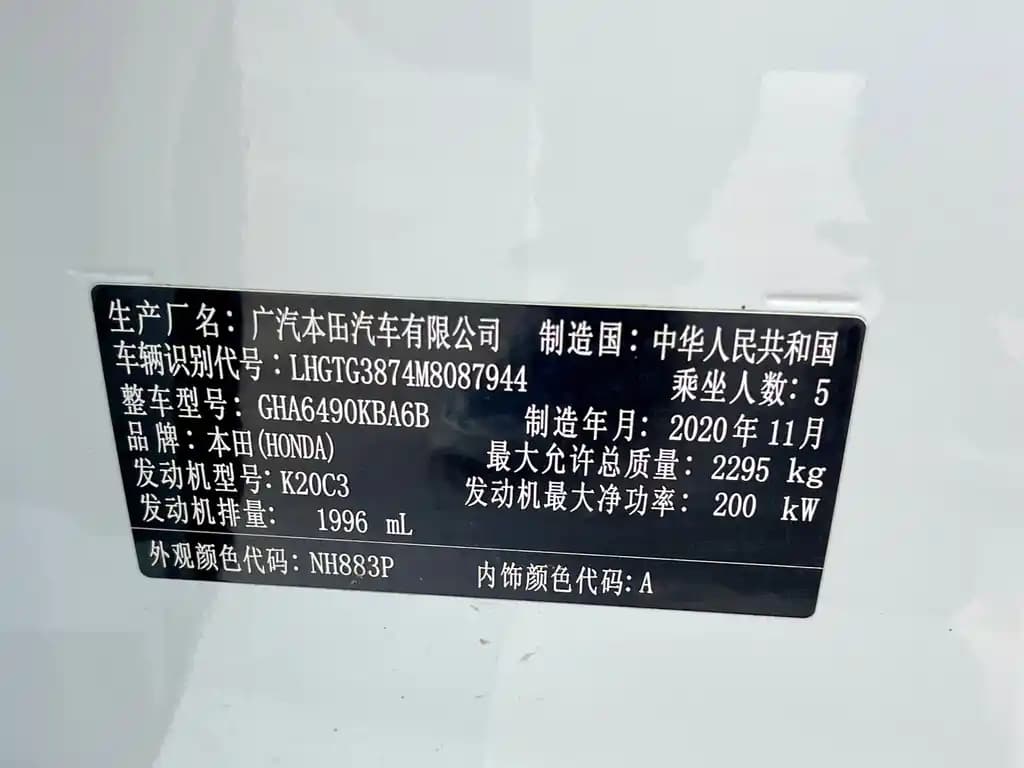 生产厂名：广汽本田汽车有限公司 制造国：中华人民共和国
车辆识别代号：LHGTG3874M8087944 乘坐人数：5
整车型号：GHA6490KBA6B 制造年月：2020年11月
品牌：本田(HONDA) 最大允许总质量：2295 kg
发动机型号：K20C3 发动机最大净功率：200 kW
发动机排量： 1996 mL
外观颜色代码：NH883P 内饰颜色代码：A